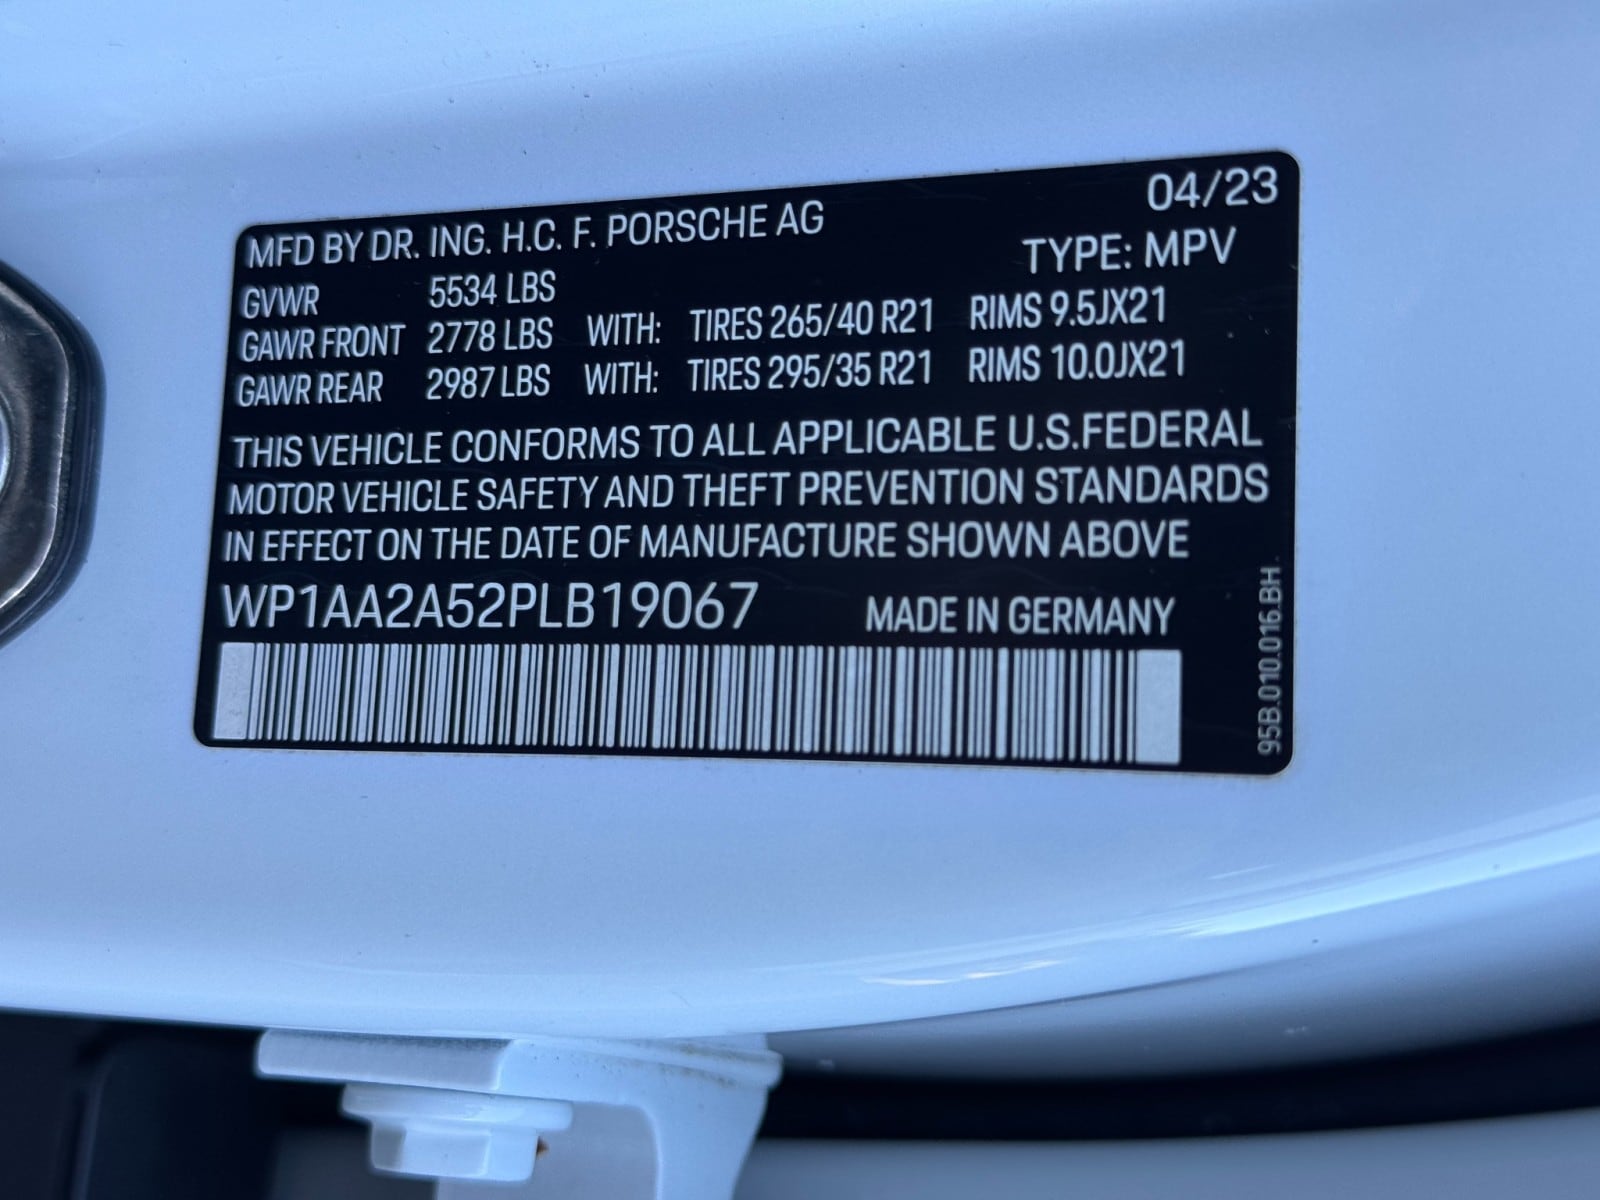 04/23
MFD BY DR. ING. H.C. F. PORSCHE AG
TYPE: MPV
GVWR 5534 LBS
GAWR FRONT 2778 LBS WITH: TIRES 265/40 R21 RIMS 9.5JX21
GAWR REAR 2987 LBS WITH: TIRES 295/35 R21 RIMS 10.0JX21
THIS VEHICLE CONFORMS TO ALL APPLICABLE U.S.FEDERAL
MOTOR VEHICLE SAFETY AND THEFT PREVENTION STANDARDS
IN EFFECT ON THE DATE OF MANUFACTURE SHOWN ABOVE
WP1AA2A52PLB19067 MADE IN GERMANY
95B.010.016.BH